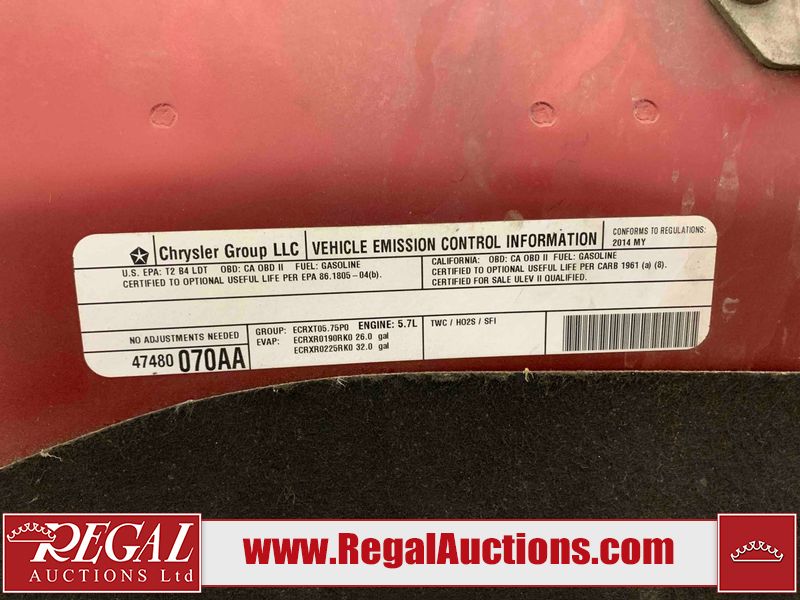 Chrysler Group LLC
VEHICLE EMISSION CONTROL INFORMATION
CONFORMS TO REGULATIONS:
2014 MY
U.S. EPA: T2 B4 LDT OBD: CA OBD II FUEL: GASOLINE
CERTIFIED TO OPTIONAL USEFUL LIFE PER EPA 86.1805-04(b).
CALIFORNIA: OBD: CA OBD II FUEL: GASOLINE
CERTIFIED TO OPTIONAL USEFUL LIFE PER CARB 1961 (a) (8).
CERTIFIED FOR SALE ULEV II QUALIFIED.
NO ADJUSTMENTS NEEDED
47480 070AA
GROUP: ECRXT05.75P0 ENGINE: 5.7L
EVAP: ECRXR0190RK0 26.0 gal
ECRXR0225RK0 32.0 gal
TWC / HO2S / SFI
REGAL
AUCTIONS Ltd
www.RegalAuctions.com